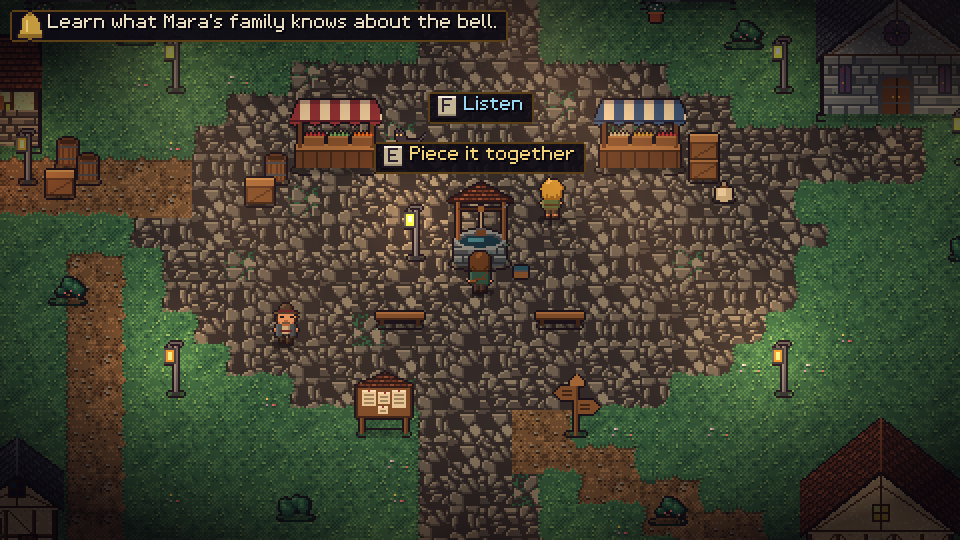 Learn what Mara's family knows about the bell.
F Listen
E Piece it together